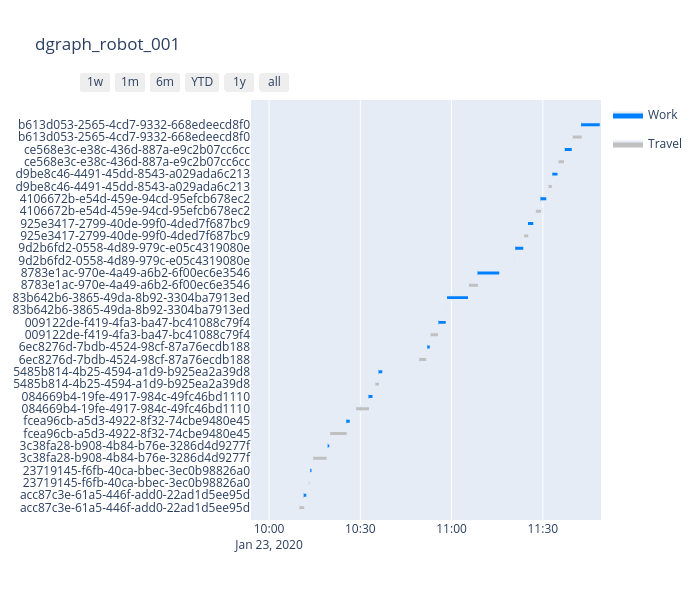 dgraph_robot_001
1w 1m 6m YTD 1y all
Work
Travel
b613d053-2565-4cd7-9332-668edeecd8f0
b613d053-2565-4cd7-9332-668edeecd8f0
ce568e3c-e38c-436d-887a-e9c2b07cc6cc
ce568e3c-e38c-436d-887a-e9c2b07cc6cc
d9be8c46-4491-45dd-8543-a029ada6c213
d9be8c46-4491-45dd-8543-a029ada6c213
4106672b-e54d-459e-94cd-95efcb678ec2
4106672b-e54d-459e-94cd-95efcb678ec2
925e3417-2799-40de-99f0-4ded7f687bc9
925e3417-2799-40de-99f0-4ded7f687bc9
9d2b6fd2-0558-4d89-979c-e05c4319080e
9d2b6fd2-0558-4d89-979c-e05c4319080e
8783e1ac-970e-4a49-a6b2-6f00ec6e3546
8783e1ac-970e-4a49-a6b2-6f00ec6e3546
83b642b6-3865-49da-8b92-3304ba7913ed
83b642b6-3865-49da-8b92-3304ba7913ed
009122de-f419-4fa3-ba47-bc41088c79f4
009122de-f419-4fa3-ba47-bc41088c79f4
6ec8276d-7bdb-4524-98cf-87a76ecdb188
6ec8276d-7bdb-4524-98cf-87a76ecdb188
5485b814-4b25-4594-a1d9-b925ea2a39d8
5485b814-4b25-4594-a1d9-b925ea2a39d8
084669b4-19fe-4917-984c-49fc46bd1110
084669b4-19fe-4917-984c-49fc46bd1110
fcea96cb-a5d3-4922-8f32-74cbe9480e45
fcea96cb-a5d3-4922-8f32-74cbe9480e45
3c38fa28-b908-4b84-b76e-3286d4d9277f
3c38fa28-b908-4b84-b76e-3286d4d9277f
23719145-f6fb-40ca-bbec-3ec0b98826a0
23719145-f6fb-40ca-bbec-3ec0b98826a0
acc87c3e-61a5-446f-add0-22ad1d5ee95d
acc87c3e-61a5-446f-add0-22ad1d5ee95d
10:00 10:30 11:00 11:30
Jan 23, 2020